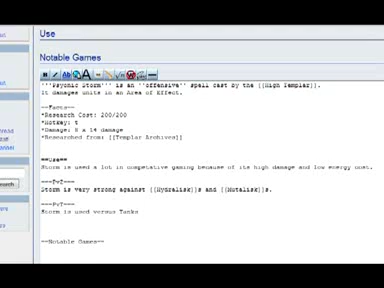 Use
Notable Games
'''Psyonic Storm''' is an ''offensive'' spell cast by the [[High Templar]].
It damages units in an Area of Effect.
==Facts==
*Research Cost: 200/200
*Hotkey: t
*Damage: 8 x 14 damage
*Researched from: [[Templar Archives]]
==Use==
Storm is used a lot in competative gaming because of its high damage and low energy cost.
===PvZ===
Storm is very strong against [[Hydralisk]]s and [[Mutalisk]]s.
===PvT===
Storm is used versus Tanks
==Notable Games==